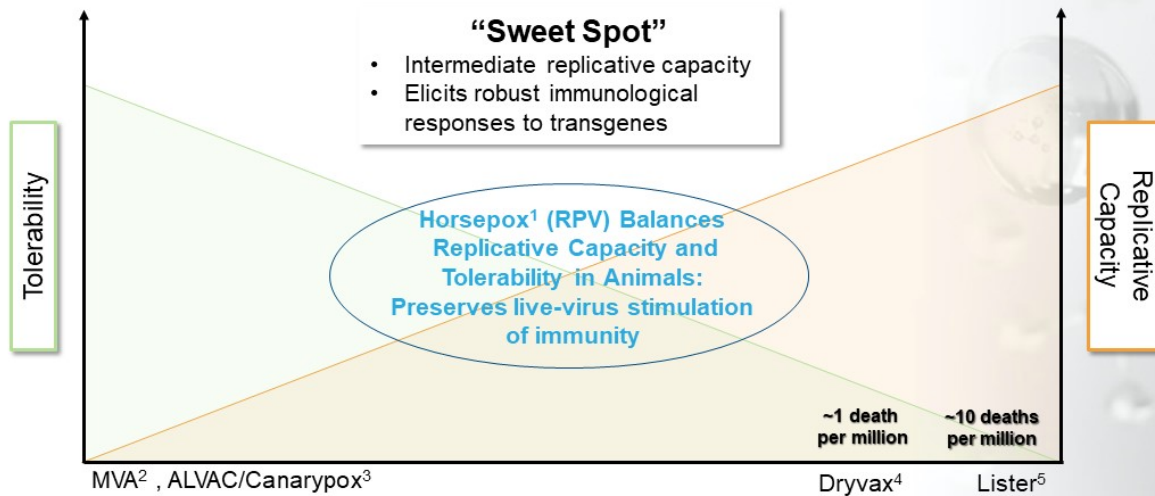 “Sweet Spot”
• Intermediate replicative capacity
• Elicits robust immunological
responses to transgenes
Tolerability
Replicative
Capacity
Horsepox¹ (RPV) Balances
Replicative Capacity and
Tolerability in Animals:
Preserves live-virus stimulation
of immunity
~1 death
per million
~10 deaths
per million
MVA² , ALVAC/Canarypox³
Dryvax⁴
Lister⁵